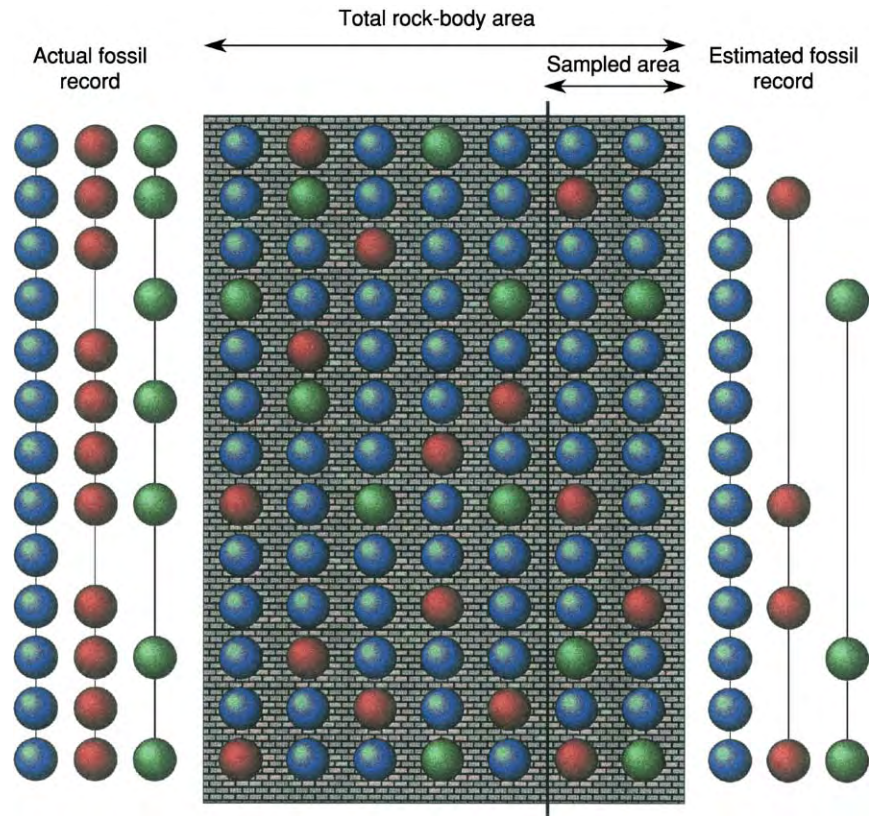 Total rock-body area
Actual fossil
record
Sampled area
Estimated fossil
record